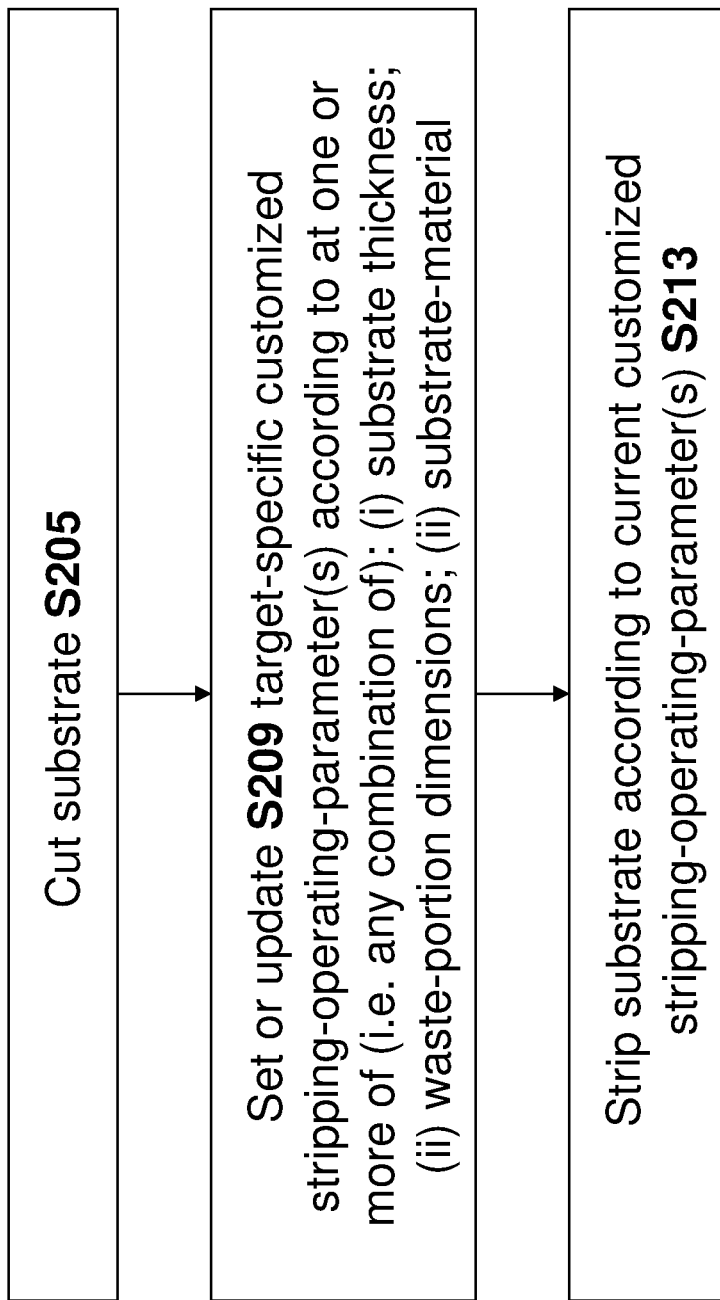 Cut substrate S205
Set or update S209 target-specific customized
stripping-operating-parameter(s) according to at one or
more of (i.e. any combination of): (i) substrate thickness;
(ii) waste-portion dimensions; (ii) substrate-material
Strip substrate according to current customized
stripping-operating-parameter(s) S213